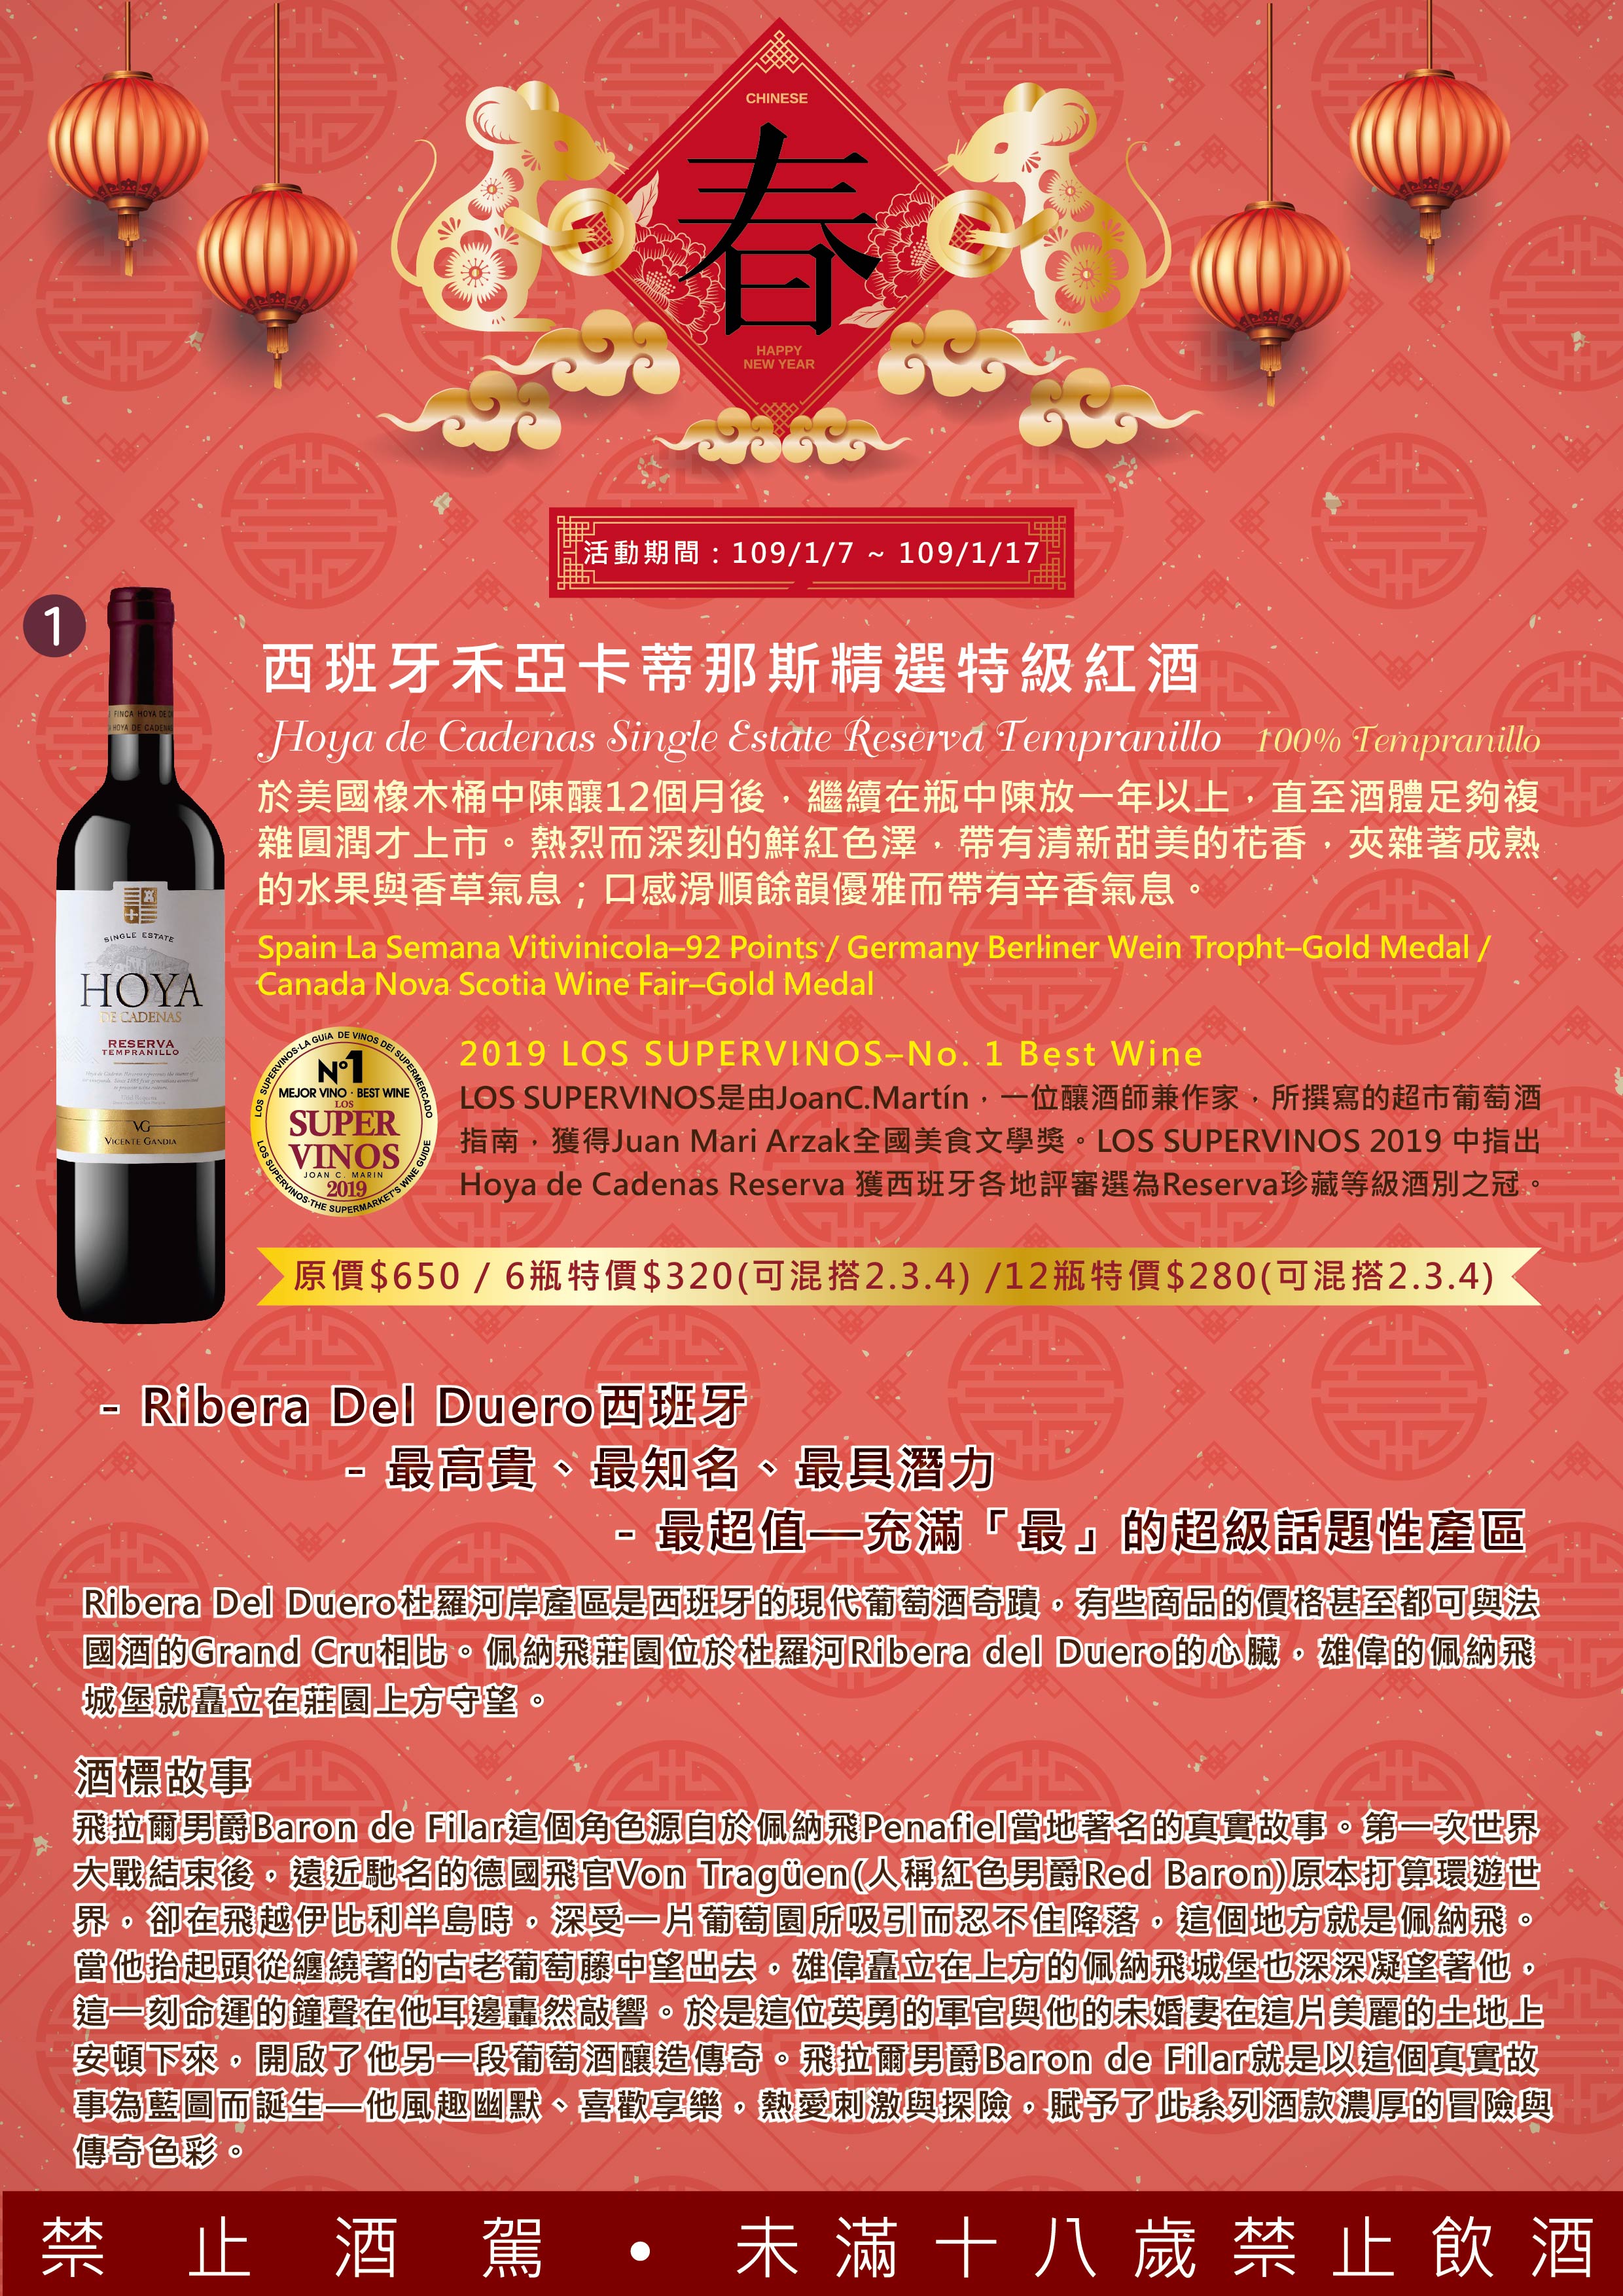 CHINESE
春
HAPPY
NEW YEAR
活動期間：109/1/7 ~ 109/1/17
1
西班牙禾亞卡蒂那斯精選特級紅酒
Hoya de Cadenas Single Estate Reserva Tempranillo 100% Tempranillo
於美國橡木桶中陳釀12個月後，繼續在瓶中陳放一年以上，直至酒體足夠複
雜圓潤才上市。熱烈而深刻的鮮紅色澤，帶有清新甜美的花香，夾雜著成熟
的水果與香草氣息；口感滑順餘韻優雅而帶有辛香氣息。
Spain La Semana Vitivinicola–92 Points / Germany Berliner Wein Tropht–Gold Medal /
Canada Nova Scotia Wine Fair–Gold Medal
SINGLE ESTATE
HOYA
DE CADENAS
RESERVA
TEMPRANILLO
VG
VICENTE GANDIA
LOS SUPERVINOS·LA GUIA DE VINOS DEL SUPERMERCADO
Nº1
MEJOR VINO · BEST WINE
LOS
SUPER
VINOS
JOAN C. MARIN
2019
LOS SUPERVINOS·THE SUPERMARKET'S WINE GUIDE
2019 LOS SUPERVINOS–No. 1 Best Wine
LOS SUPERVINOS是由JoanC.Martín，一位釀酒師兼作家，所撰寫的超市葡萄酒
指南，獲得Juan Mari Arzak全國美食文學獎。LOS SUPERVINOS 2019 中指出
Hoya de Cadenas Reserva 獲西班牙各地評審選為Reserva珍藏等級酒別之冠。
原價$650 / 6瓶特價$320(可混搭2.3.4) /12瓶特價$280(可混搭2.3.4)
- Ribera Del Duero西班牙
- 最高貴、最知名、最具潛力
- 最超值—充滿「最」的超級話題性產區
Ribera Del Duero杜羅河岸產區是西班牙的現代葡萄酒奇蹟，有些商品的價格甚至都可與法
國酒的Grand Cru相比。佩納飛莊園位於杜羅河Ribera del Duero的心臟，雄偉的佩納飛
城堡就矗立在莊園上方守望。
酒標故事
飛拉爾男爵Baron de Filar這個角色源自於佩納飛Penafiel當地著名的真實故事。第一次世界
大戰結束後，遠近馳名的德國飛官Von Tragüen(人稱紅色男爵Red Baron)原本打算環遊世
界，卻在飛越伊比利半島時，深受一片葡萄園所吸引而忍不住降落，這個地方就是佩納飛。
當他抬起頭從纏繞著的古老葡萄藤中望出去，雄偉矗立在上方的佩納飛城堡也深深凝望著他，
這一刻命運的鐘聲在他耳邊轟然敲響。於是這位英勇的軍官與他的未婚妻在這片美麗的土地上
安頓下來，開啟了他另一段葡萄酒釀造傳奇。飛拉爾男爵Baron de Filar就是以這個真實故
事為藍圖而誕生—他風趣幽默、喜歡享樂，熱愛刺激與探險，賦予了此系列酒款濃厚的冒險與
傳奇色彩。
禁止酒駕•未滿十八歲禁止飲酒